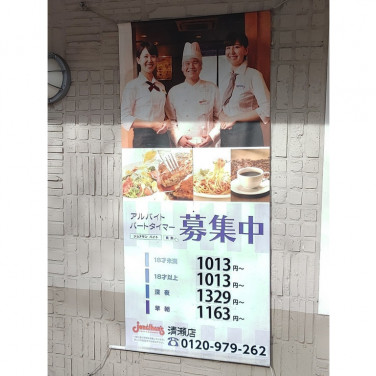 アルバイト
パートタイマー
募集中
18才未満 1013円〜
18才以上 1013円〜
深夜 1329円〜
早朝 1163円〜
Jonathan's
清瀬店
☎0120-979-262